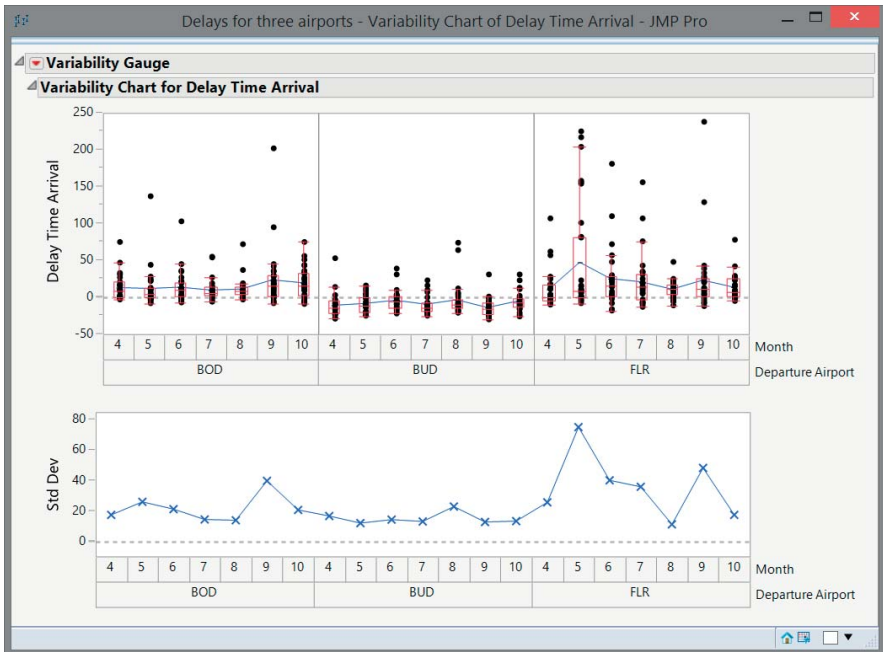 Delays for three airports - Variability Chart of Delay Time Arrival - JMP Pro
Variability Gauge
Variability Chart for Delay Time Arrival
Delay Time Arrival
250
200
150
100
50
0
-50
4 5 6 7 8 9 10 4 5 6 7 8 9 10 4 5 6 7 8 9 10 Month
BOD BUD FLR Departure Airport
Std Dev
80
60
40
20
0
4 5 6 7 8 9 10 4 5 6 7 8 9 10 4 5 6 7 8 9 10 Month
BOD BUD FLR Departure Airport